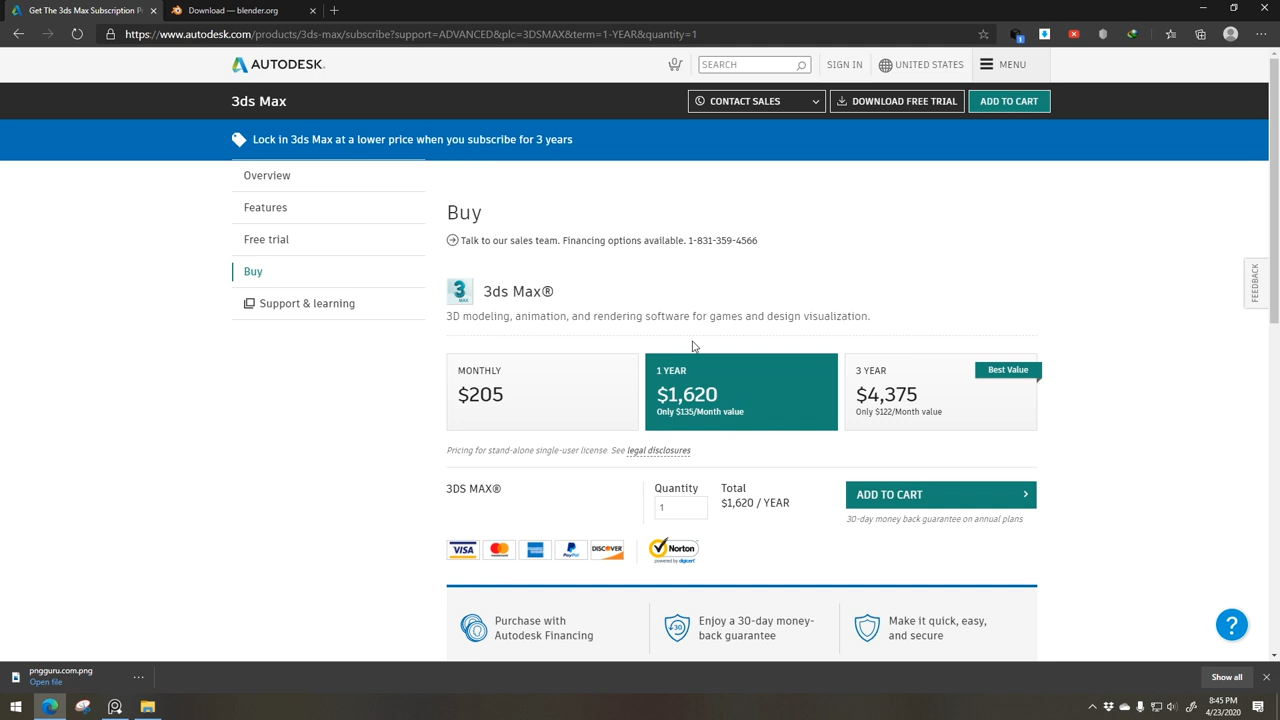 Get The 3ds Max Subscription
blender.org
https://www.autodesk.com/products/3ds-max/subscribe?support=ADVANCED&plc=3DSMAX&term=1-YEAR&quantity=1
AUTODESK.
0
SEARCH
SIGN IN
UNITED STATES
MENU
3ds Max
CONTACT SALES
DOWNLOAD FREE TRIAL
ADD TO CART
Lock in 3ds Max at a lower price when you subscribe for 3 years
Overview
Features
Free trial
Buy
Support & learning
Buy
Talk to our sales team. Financing options available. 1-831-359-4566
3
MAX
3ds Max®
3D modeling, animation, and rendering software for games and design visualization.
MONTHLY
$205
1 YEAR
$1,620
Only $135/Month value
3 YEAR
Best Value
$4,375
Only $122/Month value
Pricing for stand-alone single-user license. See legal disclosures
3DS MAX®
Quantity
1
Total
$1,620 / YEAR
ADD TO CART
30-day money back guarantee on annual plans
VISA
PayPal
DISCOVER
Norton
powered by digicert
Purchase with
Autodesk Financing
30
Enjoy a 30-day money-
back guarantee
Make it quick, easy,
and secure
FEEDBACK
?
pngguru.com.png
Open file
Show all
8:45 PM
4/23/2020